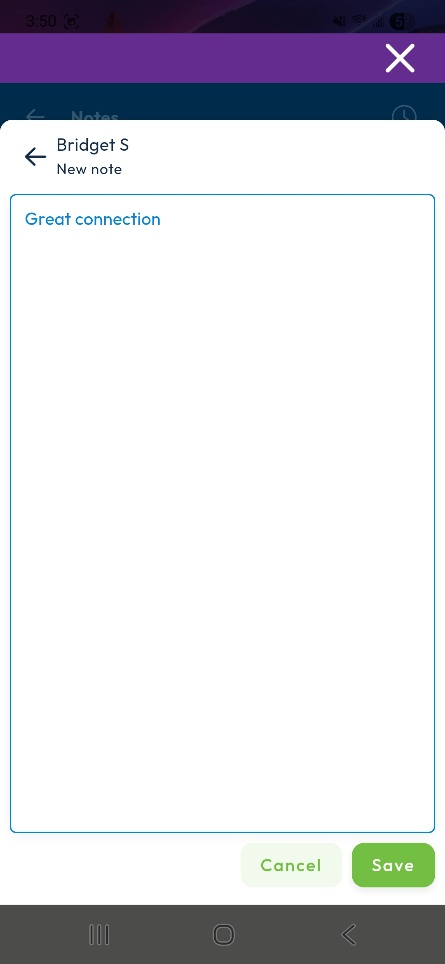 3:50
Notes
Bridget S
New note
Great connection
Cancel
Save